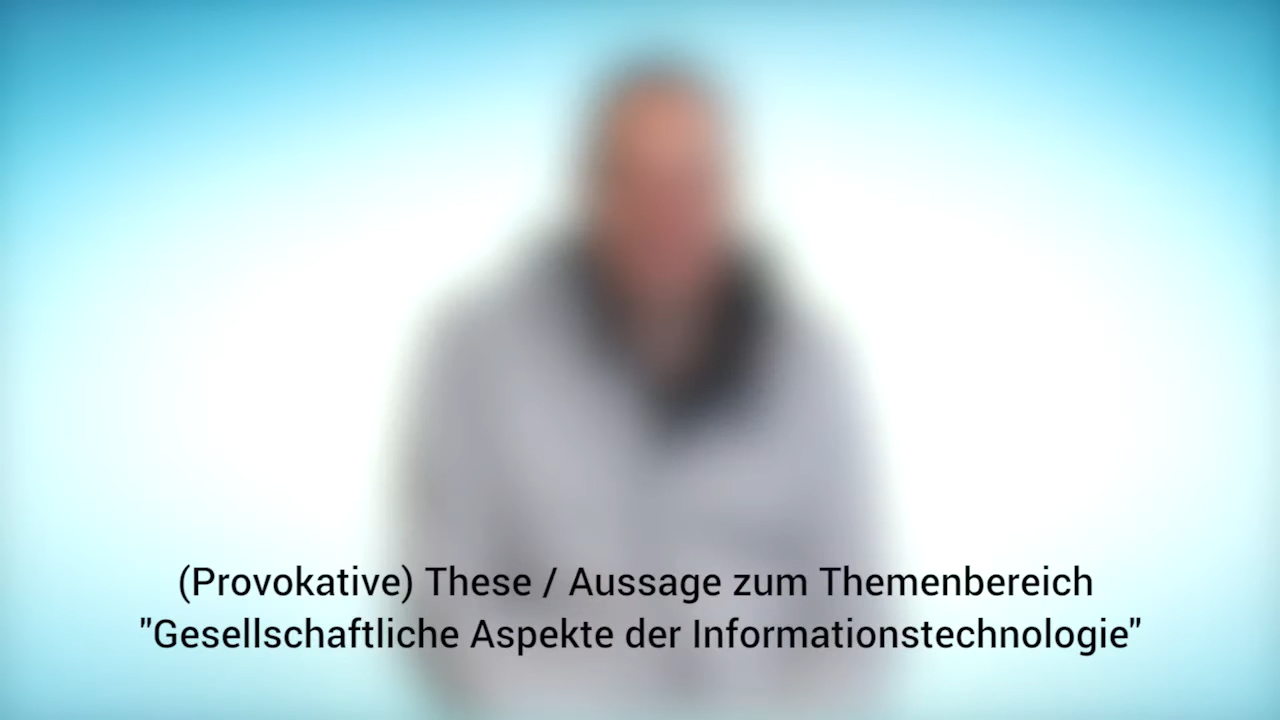 (Provokative) These / Aussage zum Themenbereich
"Gesellschaftliche Aspekte der Informationstechnologie"